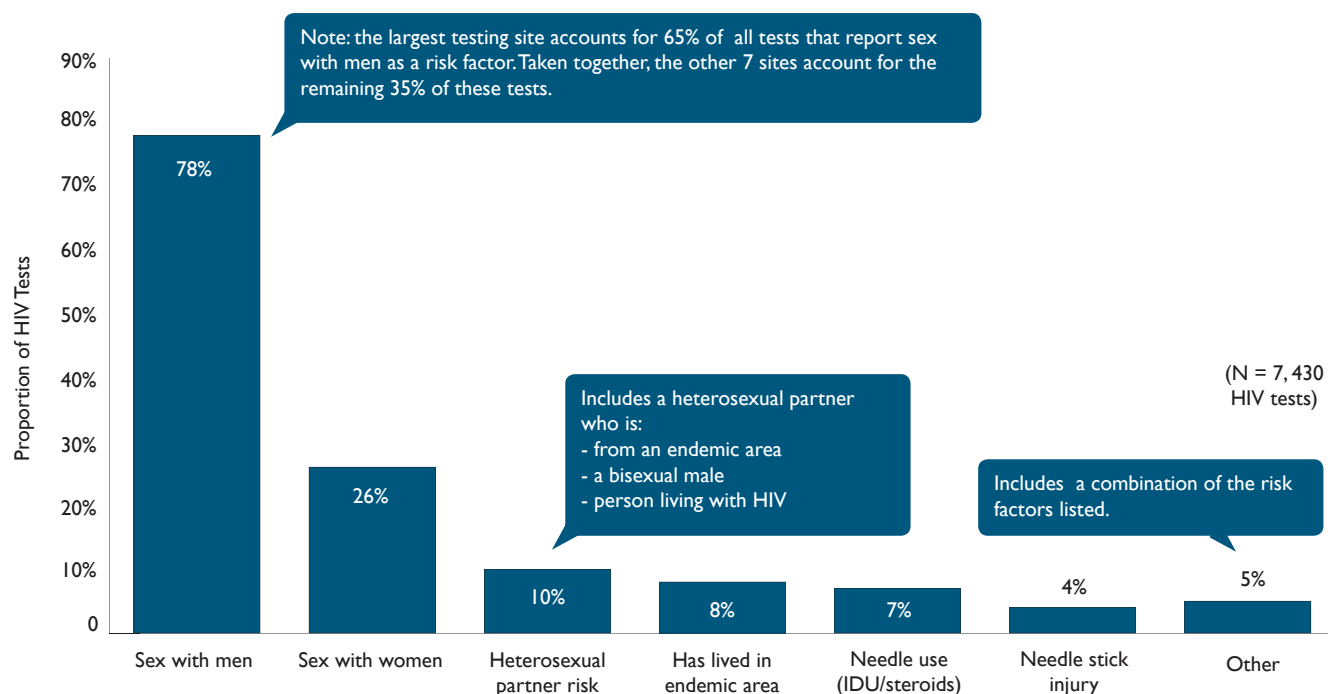 Note: the largest testing site accounts for 65% of all tests that report sex
with men as a risk factor. Taken together, the other 7 sites account for the
remaining 35% of these tests.
90%
80%
70%
60%
50%
40%
30%
20%
10%
0
Proportion of HIV Tests
78%
26%
10%
8%
7%
4%
5%
Includes a heterosexual partner
who is:
- from an endemic area
- a bisexual male
- person living with HIV
(N = 7, 430
HIV tests)
Includes a combination of the risk
factors listed.
Sex with men
Sex with women
Heterosexual
partner risk
Has lived in
endemic area
Needle use
(IDU/steroids)
Needle stick
injury
Other